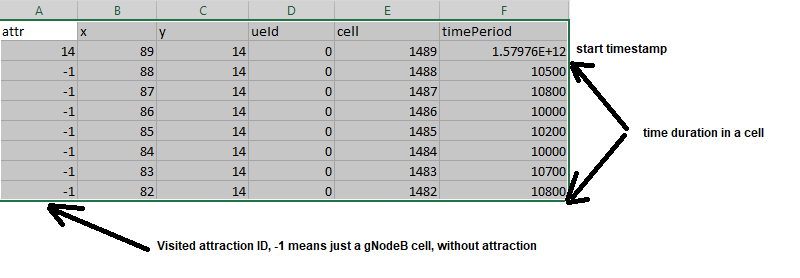 A B C D E F
attr x y ueId cell timePeriod
14 89 14 0 1489 1.57976E+12 start timestamp
-1 88 14 0 1488 10500
-1 87 14 0 1487 10800
-1 86 14 0 1486 10000
-1 85 14 0 1485 10200 time duration in a cell
-1 84 14 0 1484 10000
-1 83 14 0 1483 10700
-1 82 14 0 1482 10800
Visited attraction ID, -1 means just a gNodeB cell, without attraction